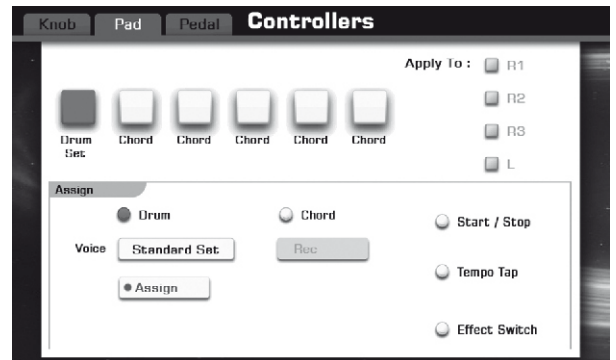 Knob Pad Pedal Controllers
Apply To : R1
R2
R3
L
Drum Set Chord Chord Chord Chord Chord
Assign
Drum Chord Start / Stop
Voice Standard Set Rec
Assign Tempo Tap
Effect Switch